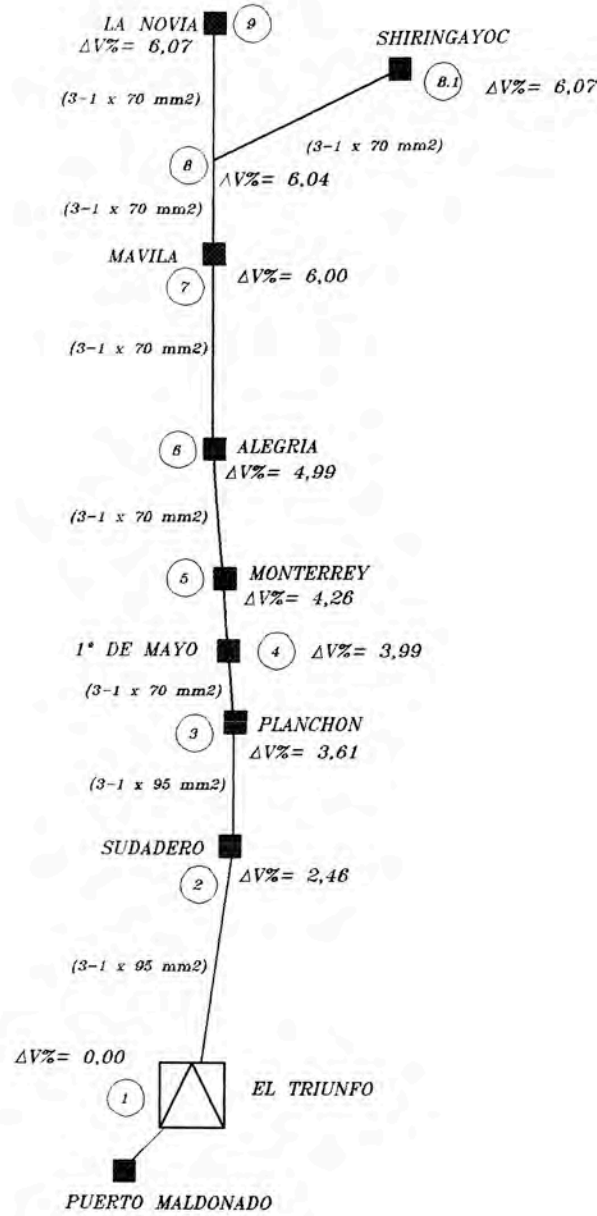 LA NOVIA 9
ΔV%= 6,07
SHIRINGAYOC
8.1 ΔV%= 6,07
(3-1 x 70 mm2)
(3-1 x 70 mm2)
8 ΔV%= 6,04
(3-1 x 70 mm2)
MAVILA
7 ΔV%= 6,00
(3-1 x 70 mm2)
6 ALEGRIA
ΔV%= 4,99
(3-1 x 70 mm2)
5 MONTERREY
ΔV%= 4,26
1° DE MAYO 4 ΔV%= 3,99
(3-1 x 70 mm2)
3 PLANCHON
ΔV%= 3,61
(3-1 x 95 mm2)
SUDADERO
2 ΔV%= 2,46
(3-1 x 95 mm2)
ΔV%= 0,00
1 EL TRIUNFO
PUERTO MALDONADO